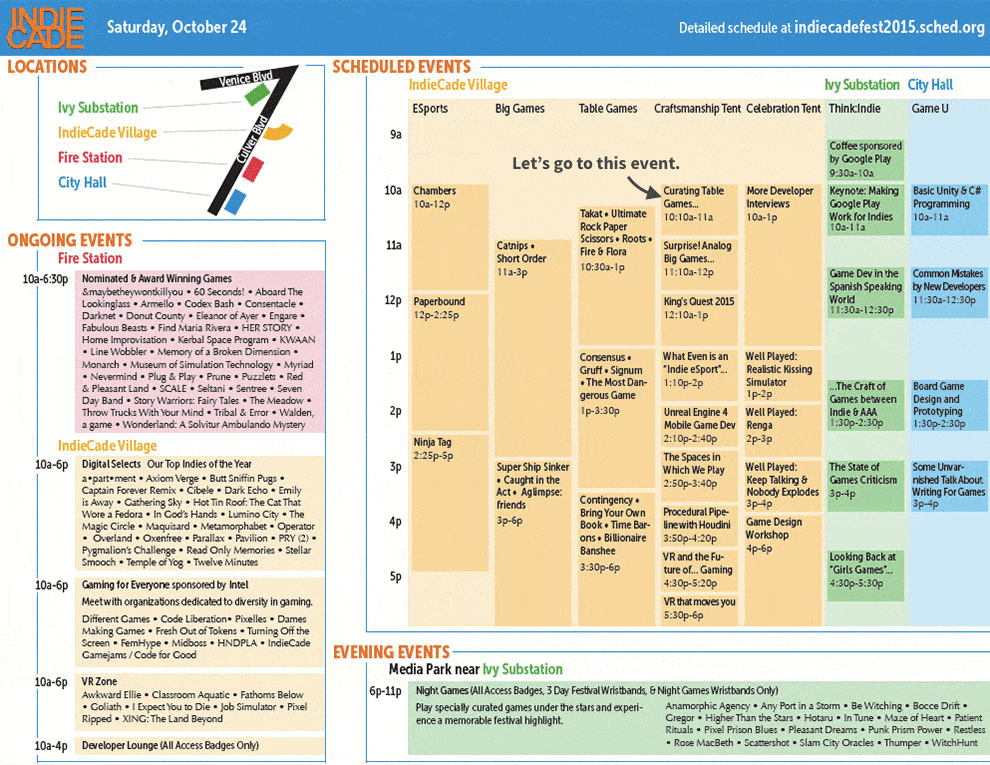 INDIE
CADE
Saturday, October 24
Detailed schedule at indiecadefest2015.sched.org
LOCATIONS
Venice Blvd
Culver Blvd
Ivy Substation
IndieCade Village
Fire Station
City Hall
ONGOING EVENTS
Fire Station
10a-6:30p
Nominated & Award Winning Games
&maybetheywontkillyou • 60 Seconds! • Aboard The
Lookinglass • Armello • Codex Bash • Consentacle •
Darknet • Donut County • Eleanor of Ayer • Engare •
Fabulous Beasts • Find Maria Rivera • HER STORY •
Home Improvisation • Kerbal Space Program • KWAAN
• Line Wobbler • Memory of a Broken Dimension •
Monarch • Museum of Simulation Technology • Myriad
• Nevermind • Plug & Play • Prune • Puzzlets • Red
& Pleasant Land • SCALE • Seltani • Sentree • Seven
Day Band • Story Warriors: Fairy Tales • The Meadow •
Throw Trucks With Your Mind • Tribal & Error • Walden,
a game • Wonderland: A Solvitur Ambulando Mystery
IndieCade Village
10a-6p
Digital Selects Our Top Indies of the Year
a•part•ment • Axiom Verge • Butt Sniffin Pugs •
Captain Forever Remix • Cibele • Dark Echo • Emily
is Away • Gathering Sky • Hot Tin Roof: The Cat That
Wore a Fedora • In God's Hands • Lumino City • The
Magic Circle • Maquisard • Metamorphabet • Operator
• Overland • Oxenfree • Parallax • Pavilion • PRY (2) •
Pygmalion's Challenge • Read Only Memories • Stellar
Smooch • Temple of Yog • Twelve Minutes
10a-6p
Gaming for Everyone sponsored by Intel
Meet with organizations dedicated to diversity in gaming.
Different Games • Code Liberation• Pixelles • Dames
Making Games • Fresh Out of Tokens • Turning Off the
Screen • FemHype • Midboss • HNDPLA • IndieCade
Gamejams / Code for Good
10a-6p
VR Zone
Awkward Ellie • Classroom Aquatic • Fathoms Below
• Goliath • I Expect You to Die • Job Simulator • Pixel
Ripped • XING: The Land Beyond
10a-4p
Developer Lounge (All Access Badges Only)
SCHEDULED EVENTS
IndieCade Village
Ivy Substation
City Hall
ESports
Big Games
Table Games
Craftsmanship Tent
Celebration Tent
Think:Indie
Game U
9a
10a
11a
12p
1p
2p
3p
4p
5p
Let's go to this event.
Chambers
10a-12p
Paperbound
12p-2:25p
Ninja Tag
2:25p-5p
Catnips •
Short Order
11a-3p
Super Ship Sinker
• Caught in the
Act • Aglimpse:
friends
3p-6p
Takat • Ultimate
Rock Paper
Scissors • Roots •
Fire & Flora
10:30a-1p
Consensus •
Gruff • Signum
• The Most Dan-
gerous Game
1p-3:30p
Contingency •
Bring Your Own
Book • Time Bar-
ons • Billionaire
Banshee
3:30p-6p
Curating Table
Games...
10:10a-11a
Surprise! Analog
Big Games...
11:10a-12p
King's Quest 2015
12:10a-1p
What Even is an
"Indie eSport"...
1:10p-2p
Unreal Engine 4
Mobile Game Dev
2:10p-2:40p
The Spaces in
Which We Play
2:50p-3:40p
Procedural Pipe-
line with Houdini
3:50p-4:20p
VR and the Fu-
ture of... Gaming
4:30p-5:20p
VR that moves you
5:30p-6p
More Developer
Interviews
10a-1p
Well Played:
Realistic Kissing
Simulator
1p-2p
Well Played:
Renga
2p-3p
Well Played:
Keep Talking &
Nobody Explodes
3p-4p
Game Design
Workshop
4p-6p
Coffee sponsored
by Google Play
9:30a-10a
Keynote: Making
Google Play
Work for Indies
10a-11a
Game Dev in the
Spanish Speaking
World
11:30a-12:30p
...The Craft of
Games between
Indie & AAA
1:30p-2:30p
The State of
Games Criticism
3p-4p
Looking Back at
"Girls Games"...
4:30p-5:30p
Basic Unity & C#
Programming
10a-11a
Common Mistakes
by New Developers
11:30a-12:30p
Board Game
Design and
Prototyping
1:30p-2:30p
Some Unvar-
nished Talk About
Writing For Games
3p-4p
EVENING EVENTS
Media Park near Ivy Substation
6p-11p
Night Games (All Access Badges, 3 Day Festival Wristbands, & Night Games Wristbands Only)
Play specially curated games under the stars and experi-
ence a memorable festival highlight.
Anamorphic Agency • Any Port in a Storm • Be Witching • Bocce Drift •
Gregor • Higher Than the Stars • Hotaru • In Tune • Maze of Heart • Patient
Rituals • Pixel Prison Blues • Pleasant Dreams • Punk Prism Power • Restless
• Rose MacBeth • Scattershot • Slam City Oracles • Thumper • WitchHunt